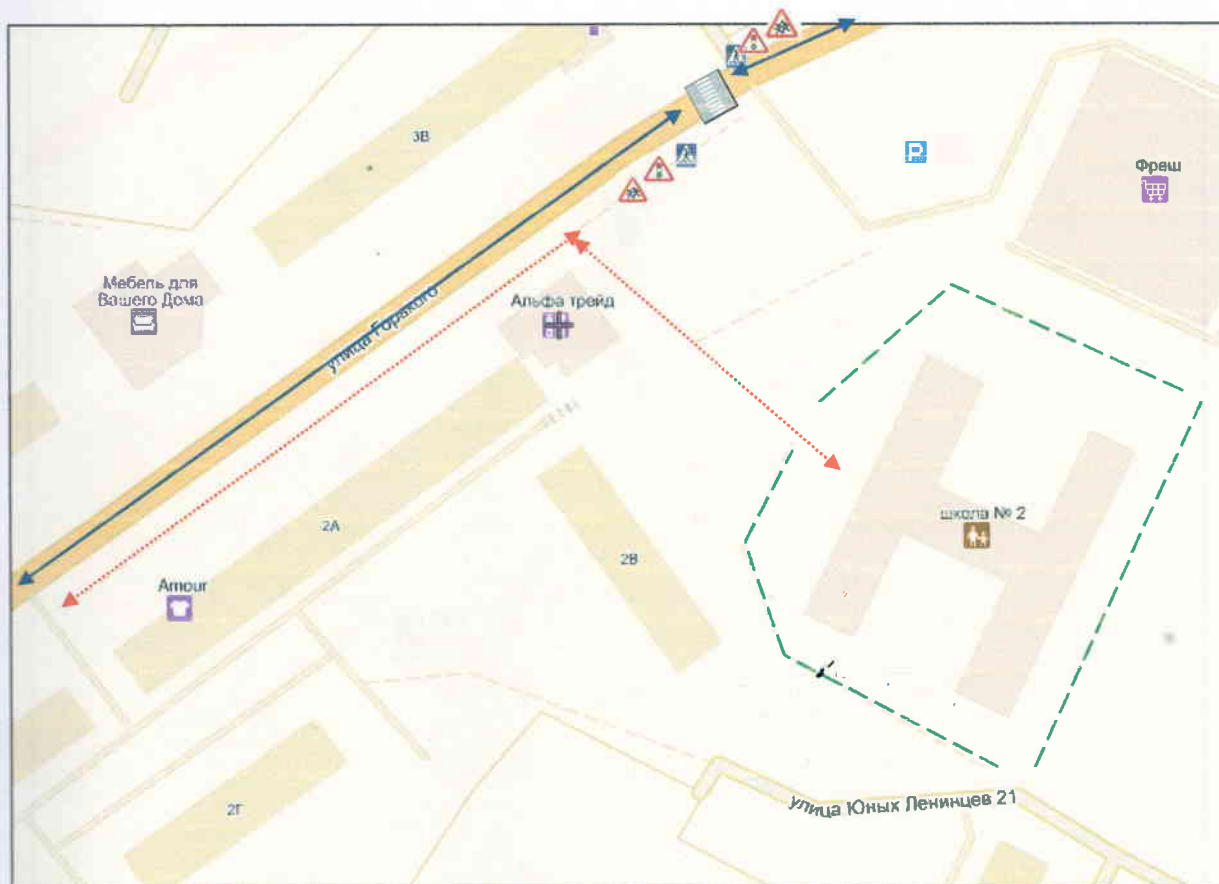 3В
P
Фреш
Мебель для
Вашего Дома
Альфа трейд
улица Горького
2А
2В
школа № 2
Amour
2Г
улица Юных Ленинцев 21